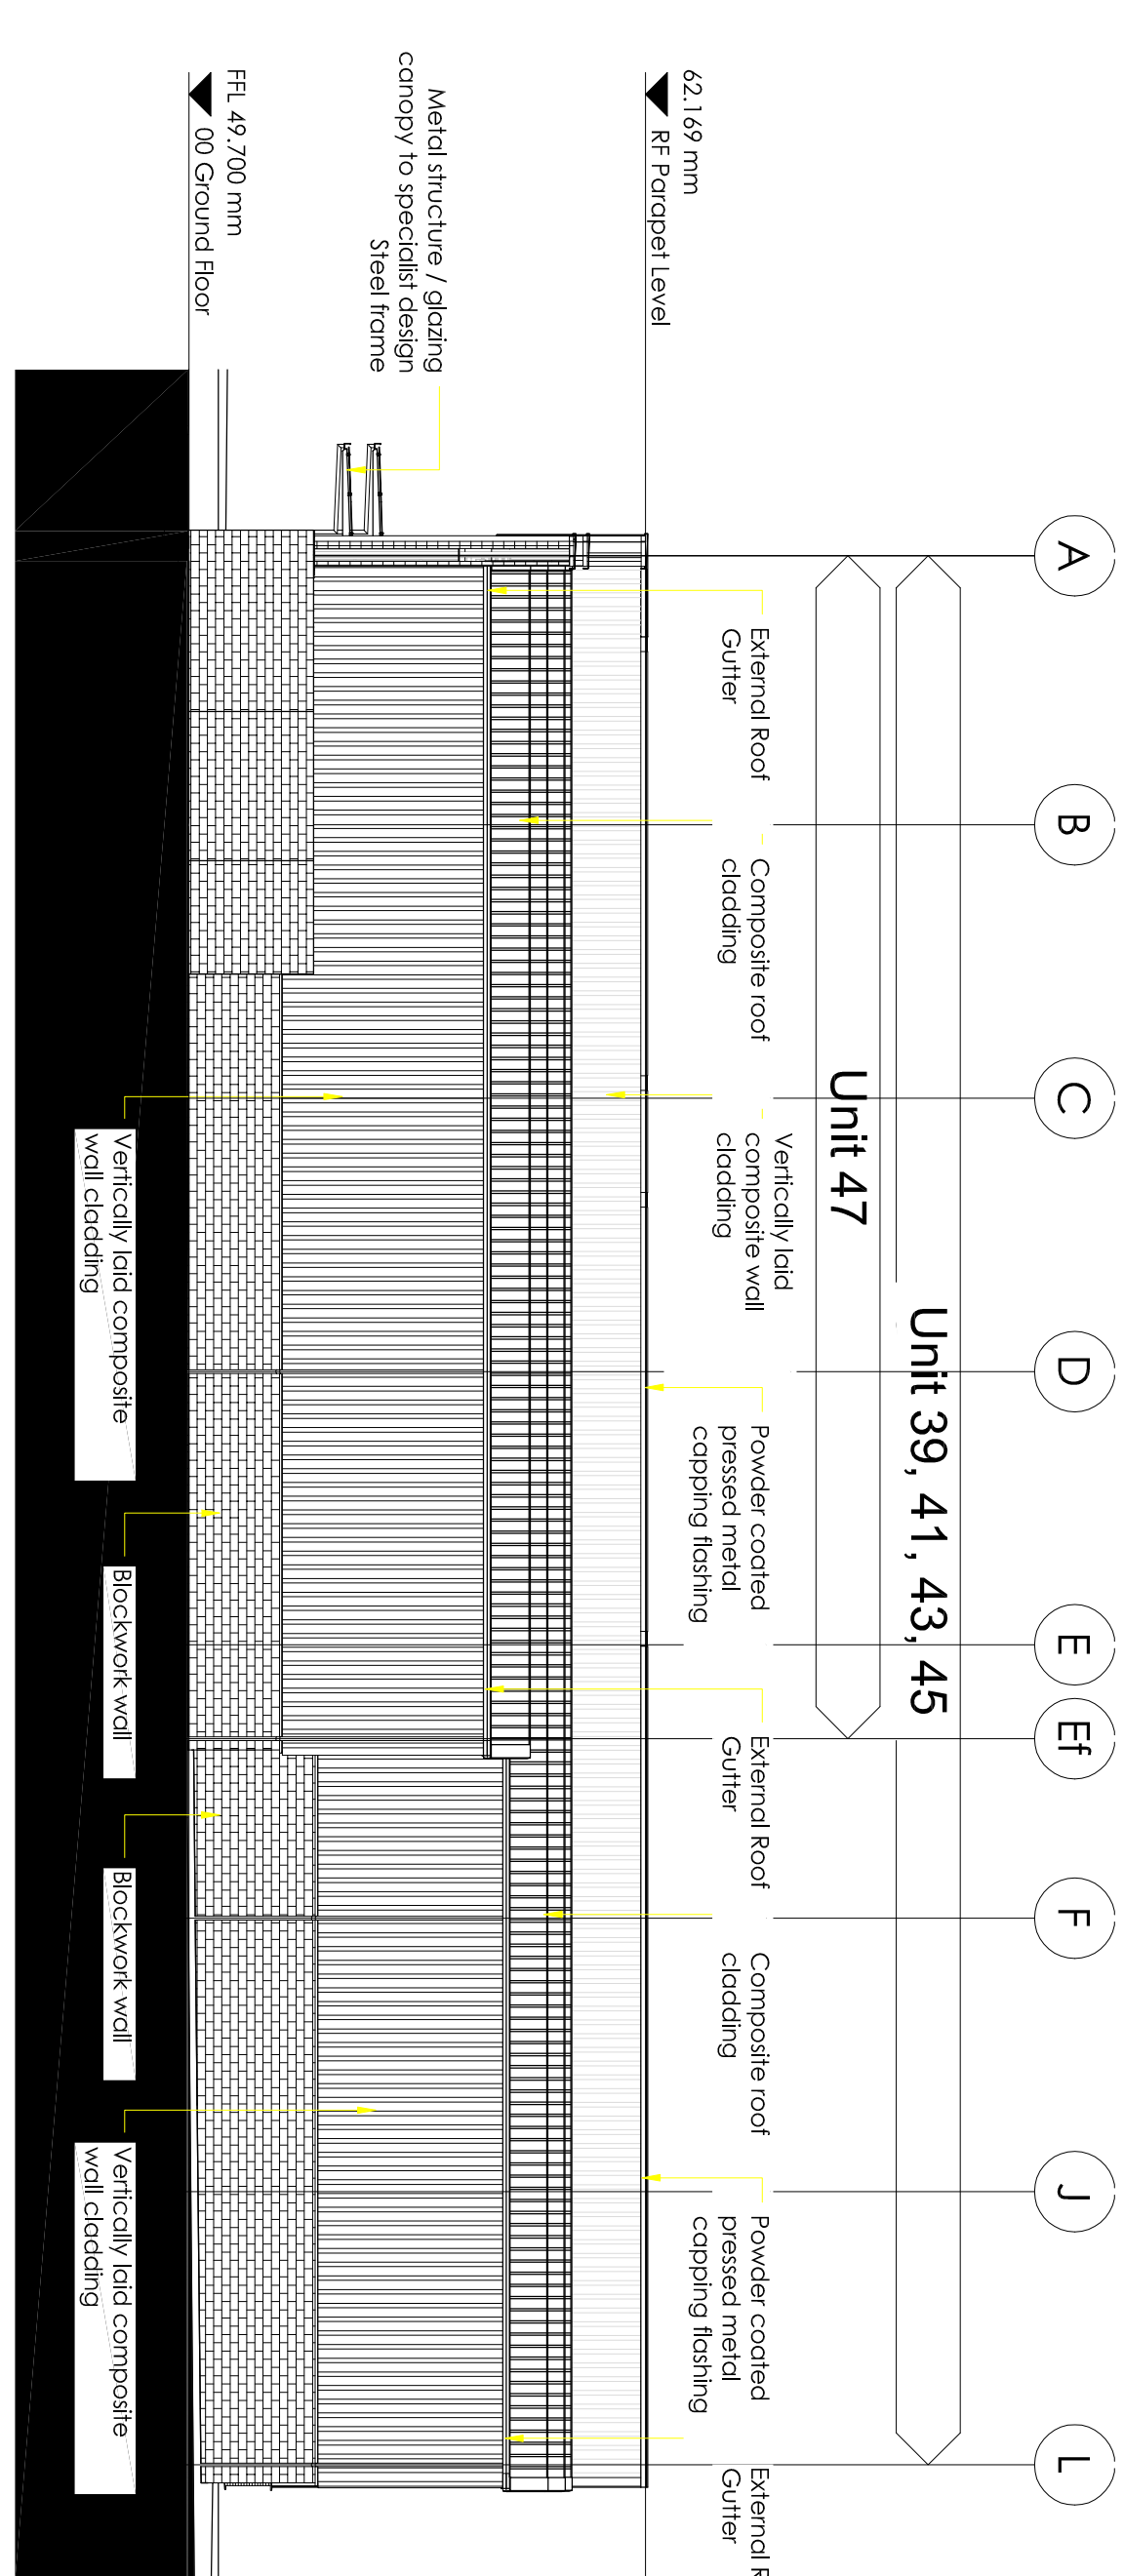 A
B
C
D
E
Ef
F
J
L
Unit 39, 41, 43, 45
Unit 47
External Roof
Gutter
Composite roof
cladding
Vertically laid
composite wall
cladding
Powder coated
pressed metal
capping flashing
External Roof
Gutter
Composite roof
cladding
Powder coated
pressed metal
capping flashing
External R
Gutter
62.169 mm
RF Parapet Level
Metal structure / glazing
canopy to specialist design
Steel frame
FFL 49.700 mm
00 Ground Floor
Vertically laid composite
wall cladding
Blockwork wall
Blockwork wall
Vertically laid composite
wall cladding